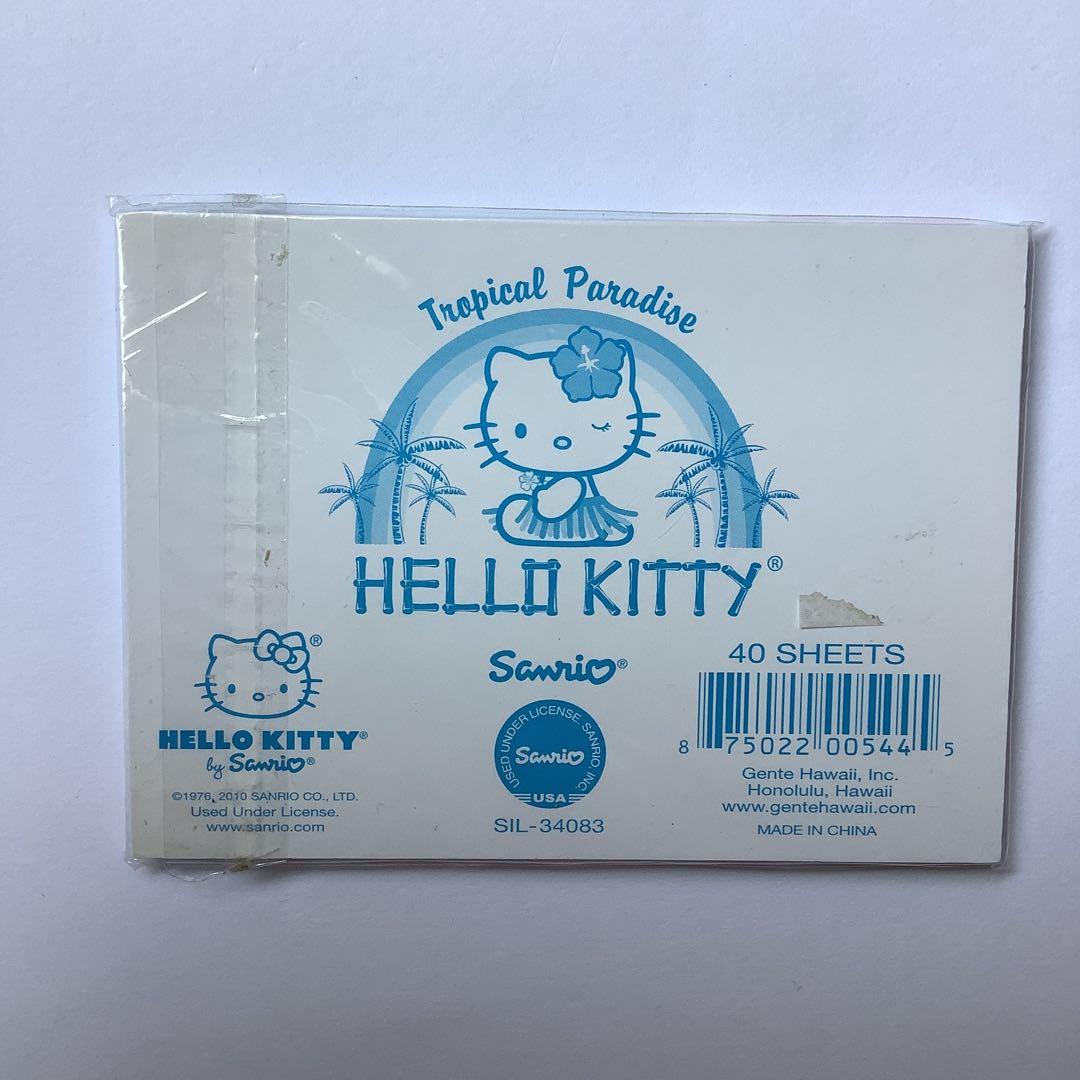 Tropical Paradise
HELLO KITTY®
®
HELLO KITTY®
by Sanrio®
©1976, 2010 SANRIO CO., LTD.
Used Under License.
www.sanrio.com
Sanrio®
USED UNDER LICENSE. SANRIO, INC.
Sanrio
USA
SIL-34083
40 SHEETS
8 75022 00544 5
Gente Hawaii, Inc.
Honolulu, Hawaii
www.gentehawaii.com
MADE IN CHINA